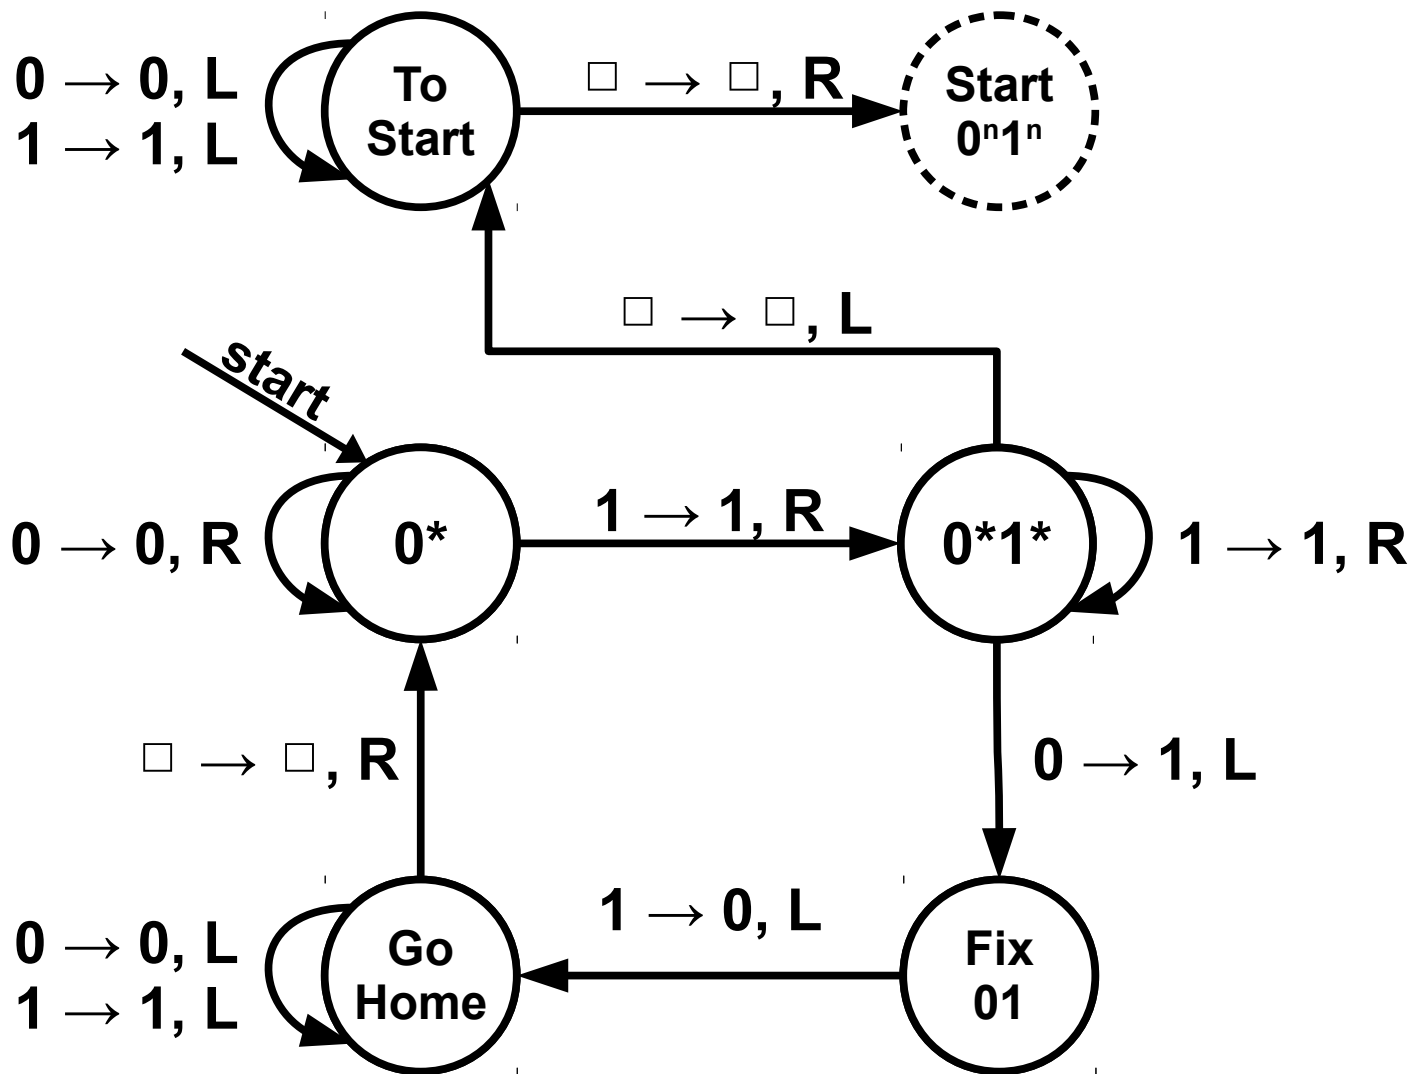 0 → 0, L
1 → 1, L
To
Start
□ → □, R
Start
0ⁿ1ⁿ
□ → □, L
start
0 → 0, R
0*
1 → 1, R
0*1*
1 → 1, R
□ → □, R
0 → 1, L
0 → 0, L
1 → 1, L
Go
Home
1 → 0, L
Fix
01